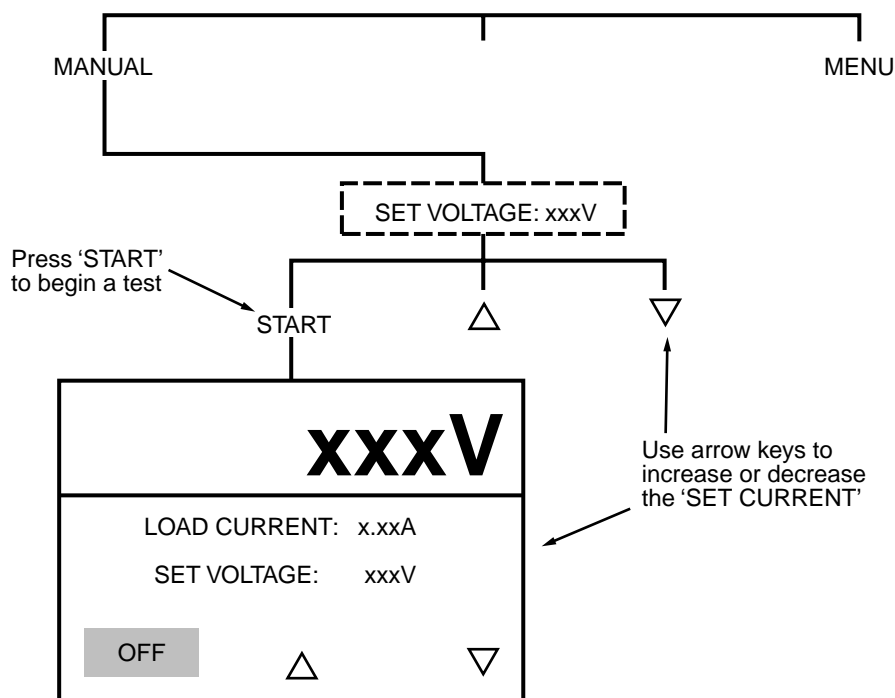 MANUAL
MENU
SET VOLTAGE: xxxV
Press ‘START’
to begin a test
START
xxxV
Use arrow keys to
increase or decrease
the ‘SET CURRENT’
LOAD CURRENT: x.xxA
SET VOLTAGE: xxxV
OFF